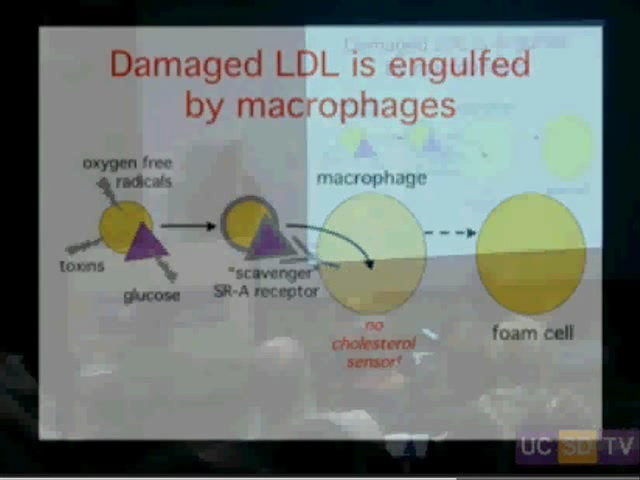 Damaged LDL is engulfed
by macrophages
oxygen free
radicals
toxins
glucose
"scavenger"
SR-A receptor
macrophage
no
cholesterol
sensor!
foam cell
UC SD TV